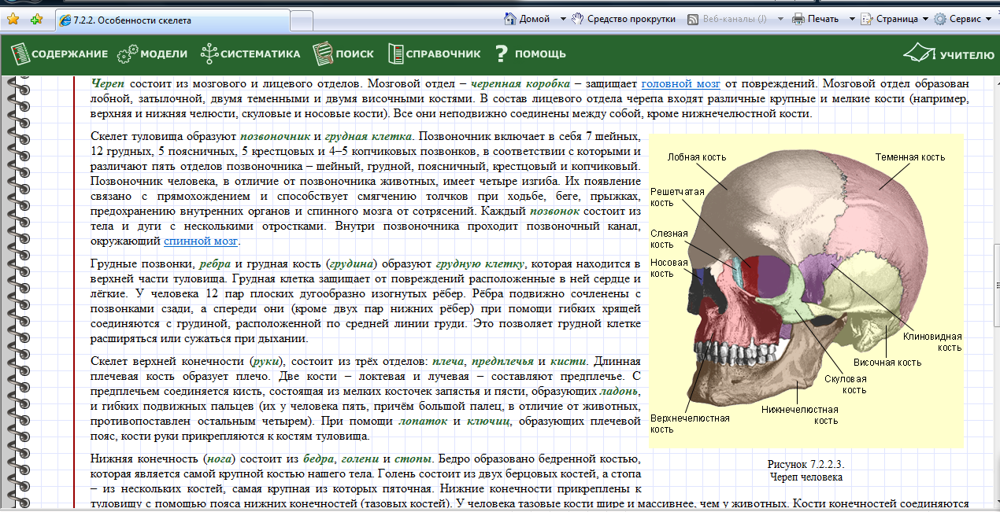 7.2.2. Особенности скелета
Домой Средство прокрутки Веб-каналы (J) Печать Страница Сервис
СОДЕРЖАНИЕ МОДЕЛИ СИСТЕМАТИКА ПОИСК СПРАВОЧНИК ? ПОМОЩЬ УЧИТЕЛЮ
Череп состоит из мозгового и лицевого отделов. Мозговой отдел – черепная коробка – защищает головной мозг от повреждений. Мозговой отдел образован
лобной, затылочной, двумя теменными и двумя височными костями. В состав лицевого отдела черепа входят различные крупные и мелкие кости (например,
верхняя и нижняя челюсти, скуловые и носовые кости). Все они неподвижно соединены между собой, кроме нижнечелюстной кости.
Скелет туловища образуют позвоночник и грудная клетка. Позвоночник включает в себя 7 шейных,
12 грудных, 5 поясничных, 5 крестцовых и 4–5 копчиковых позвонков, в соответствии с которыми и
различают пять отделов позвоночника – шейный, грудной, поясничный, крестцовый и копчиковый.
Позвоночник человека, в отличие от позвоночника животных, имеет четыре изгиба. Их появление
связано с прямохождением и способствует смягчению толчков при ходьбе, беге, прыжках,
предохранению внутренних органов и спинного мозга от сотрясений. Каждый позвонок состоит из
тела и дуги с несколькими отростками. Внутри позвоночника проходит позвоночный канал,
окружающий спинной мозг.
Грудные позвонки, ребра и грудная кость (грудина) образуют грудную клетку, которая находится в
верхней части туловища. Грудная клетка защищает от повреждений расположенные в ней сердце и
лёгкие. У человека 12 пар плоских дугообразно изогнутых рёбер. Рёбра подвижно сочленены с
позвонками сзади, а спереди они (кроме двух пар нижних рёбер) при помощи гибких хрящей
соединяются с грудиной, расположенной по средней линии груди. Это позволяет грудной клетке
расширяться или сужаться при дыхании.
Скелет верхней конечности (руки), состоит из трёх отделов: плеча, предплечья и кисти. Длинная
плечевая кость образует плечо. Две кости – локтевая и лучевая – составляют предплечье. С
предплечьем соединяется кисть, состоящая из мелких косточек запястья и пясти, образующих ладонь,
и гибких подвижных пальцев (их у человека пять, причём большой палец, в отличие от животных,
противопоставлен остальным четырем). При помощи лопаток и ключиц, образующих плечевой
пояс, кости руки прикрепляются к костям туловища.
Нижняя конечность (нога) состоит из бедра, голени и стопы. Бедро образовано бедренной костью,
которая является самой крупной костью нашего тела. Голень состоит из двух берцовых костей, а стопа
– из нескольких костей, самая крупная из которых пяточная. Нижние конечности прикреплены к
туловищу с помощью пояса нижних конечностей (тазовых костей). У человека тазовые кости шире и массивнее, чем у животных. Кости конечностей соединяются
Лобная кость
Теменная кость
Решетчатая
кость
Слезная
кость
Носовая
кость
Клиновидная
кость
Височная кость
Скуловая
кость
Нижнечелюстная
кость
Верхнечелюстная
кость
Рисунок 7.2.2.3.
Череп человека